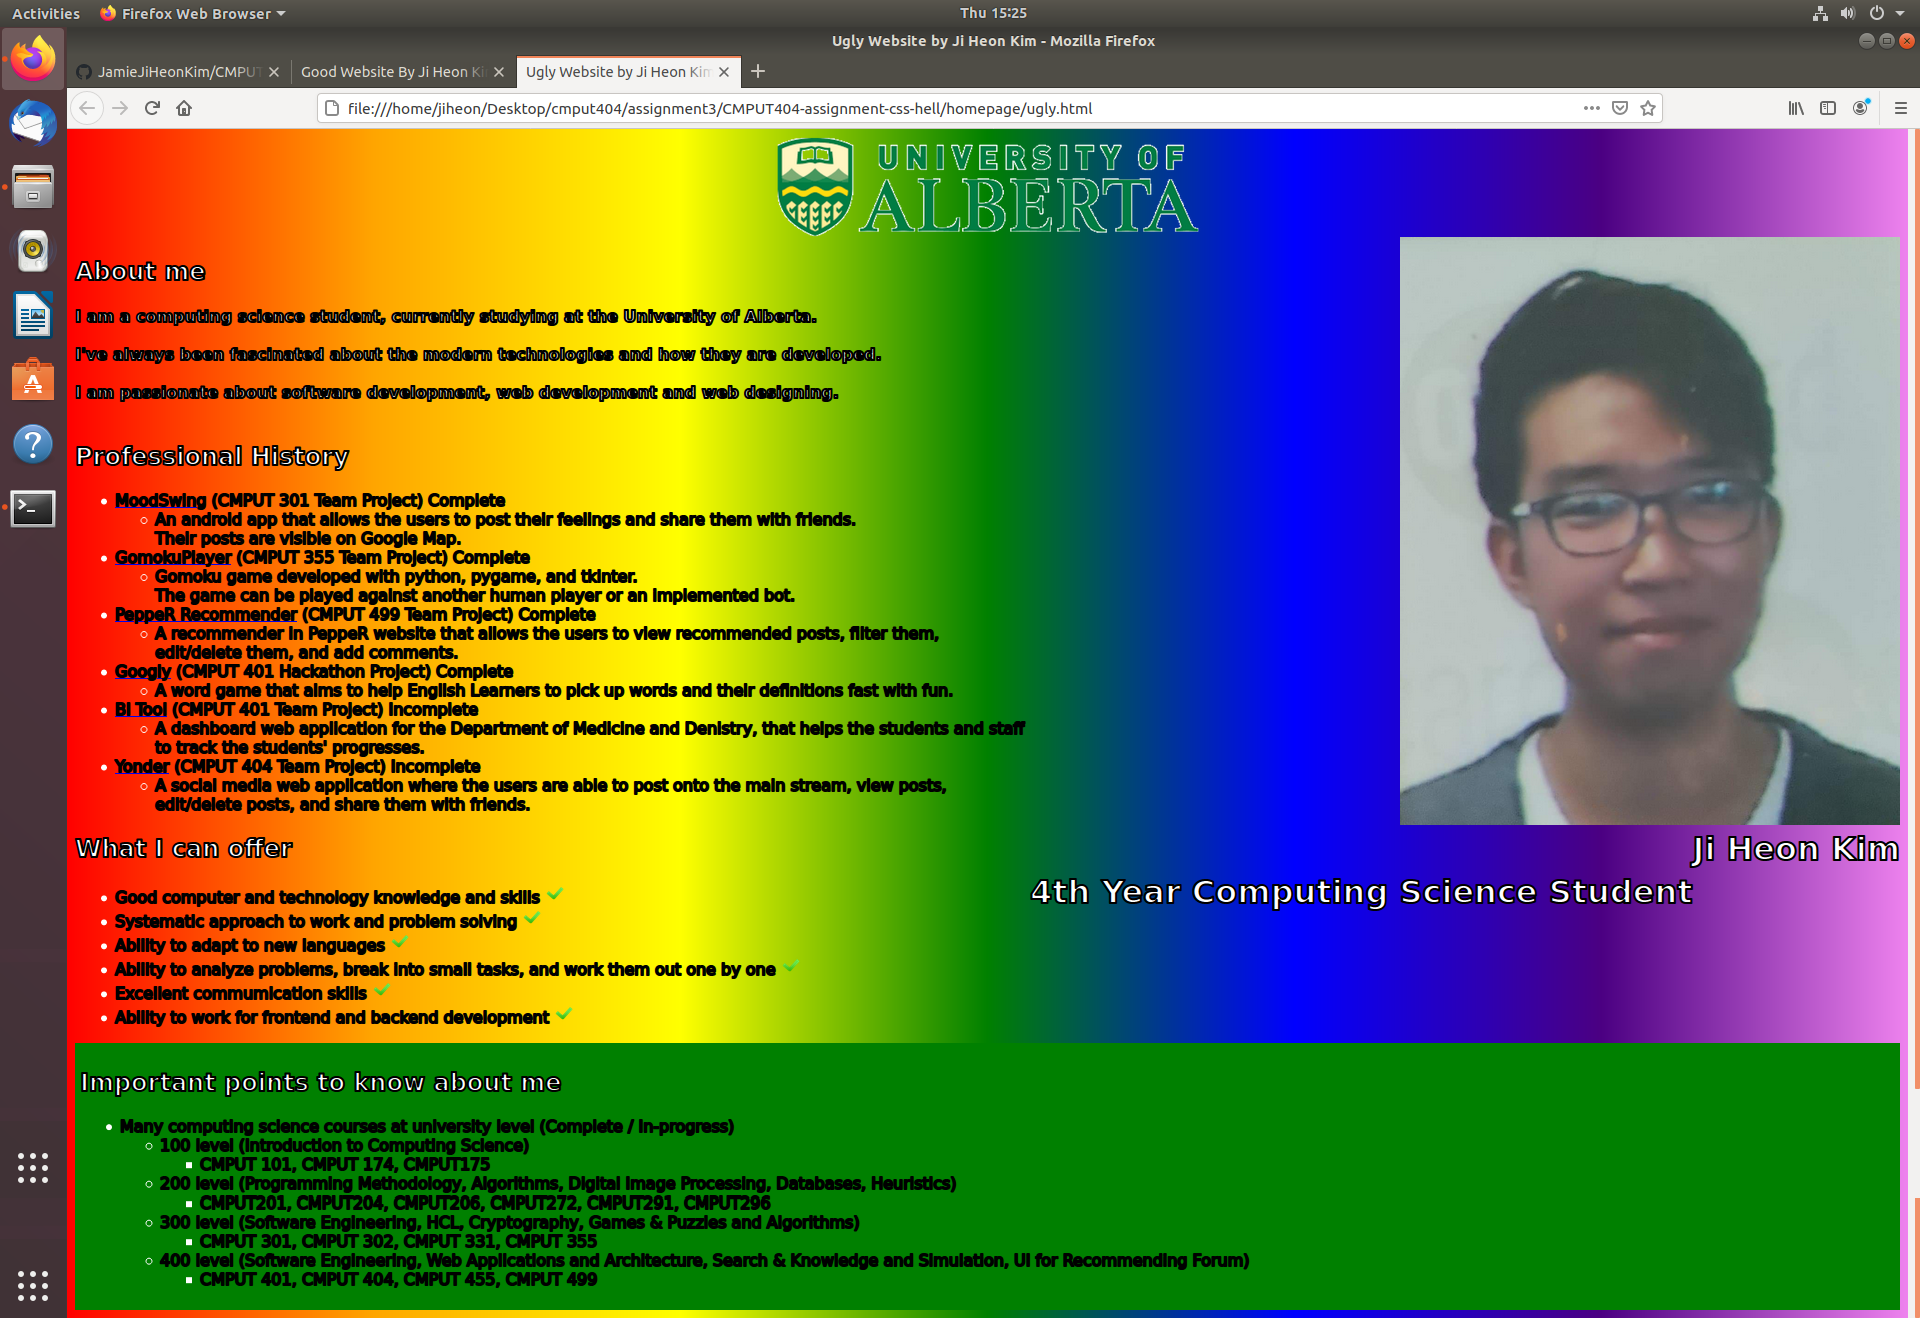 Activities
Firefox Web Browser
Thu 15:25
Ugly Website by Ji Heon Kim - Mozilla Firefox
JamieJiHeonKim/CMPUT
Good Website By Ji Heon Ki
Ugly Website by Ji Heon Kim
file:///home/jiheon/Desktop/cmput404/assignment3/CMPUT404-assignment-css-hell/homepage/ugly.html
UNIVERSITY OF
ALBERTA
About me
I am a computing science student, currently studying at the University of Alberta.
I've always been fascinated about the modern technologies and how they are developed.
I am passionate about software development, web development and web designing.
Professional History
MoodSwing (CMPUT 301 Team Project) Complete
An android app that allows the users to post their feelings and share them with friends.
Their posts are visible on Google Map.
GomokuPlayer (CMPUT 355 Team Project) Complete
Gomoku game developed with python, pygame, and tkinter.
The game can be played against another human player or an implemented bot.
PeppeR Recommender (CMPUT 499 Team Project) Complete
A recommender in PeppeR website that allows the users to view recommended posts, filter them,
edit/delete them, and add comments.
Googly (CMPUT 401 Hackathon Project) Complete
A word game that aims to help English Learners to pick up words and their definitions fast with fun.
BI Tool (CMPUT 401 Team Project) Incomplete
A dashboard web application for the Department of Medicine and Denistry, that helps the students and staff
to track the students' progresses.
Yonder (CMPUT 404 Team Project) Incomplete
A social media web application where the users are able to post onto the main stream, view posts,
edit/delete posts, and share them with friends.
Ji Heon Kim
4th Year Computing Science Student
What I can offer
Good computer and technology knowledge and skills
Systematic approach to work and problem solving
Ability to adapt to new languages
Ability to analyze problems, break into small tasks, and work them out one by one
Excellent commumication skills
Ability to work for frontend and backend development
Important points to know about me
Many computing science courses at university level (Complete / In-progress)
100 level (Introduction to Computing Science)
CMPUT 101, CMPUT 174, CMPUT175
200 level (Programming Methodology, Algorithms, Digital Image Processing, Databases, Heuristics)
CMPUT201, CMPUT204, CMPUT206, CMPUT272, CMPUT291, CMPUT296
300 level (Software Engineering, HCL, Cryptography, Games & Puzzles and Algorithms)
CMPUT 301, CMPUT 302, CMPUT 331, CMPUT 355
400 level (Software Engineering, Web Applications and Architecture, Search & Knowledge and Simulation, UI for Recommending Forum)
CMPUT 401, CMPUT 404, CMPUT 455, CMPUT 499